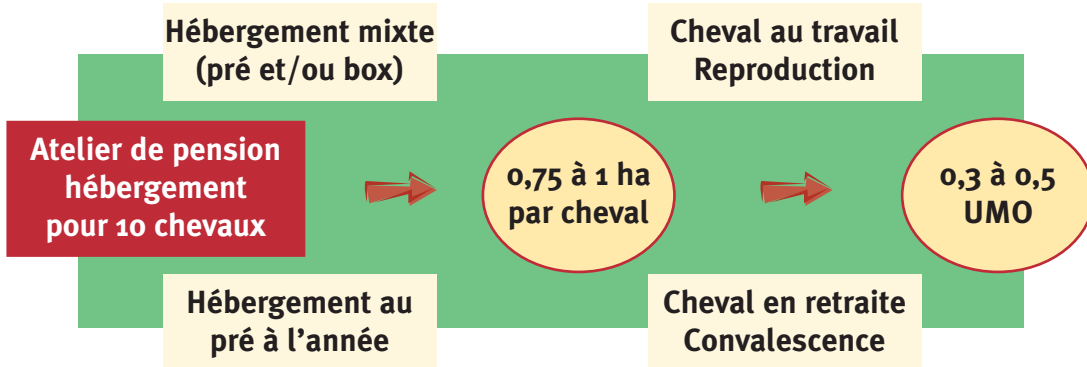 Hébergement mixte
(pré et/ou box)
Cheval au travail
Reproduction
Atelier de pension
hébergement
pour 10 chevaux
0,75 à 1 ha
par cheval
0,3 à 0,5
UMO
Hébergement au
pré à l’année
Cheval en retraite
Convalescence